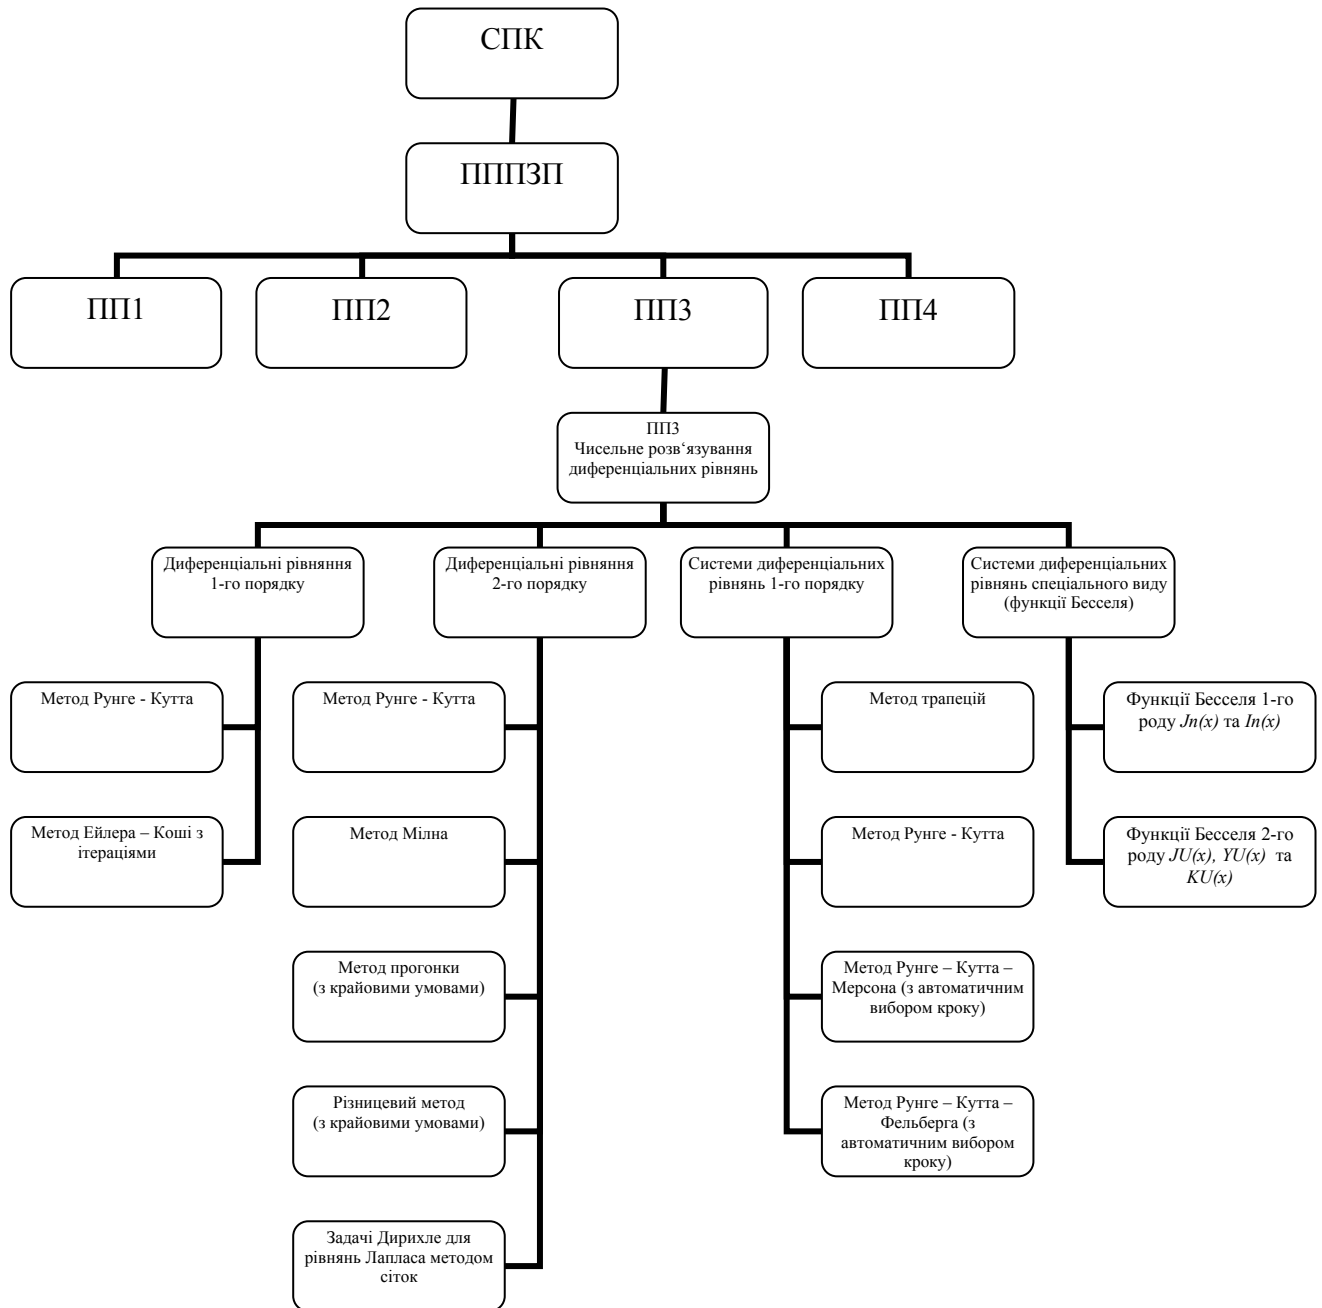 СПК
ПППЗП
ПП1
ПП2
ПП3
ПП4
ПП3
Чисельне розв‘язування
диференціальних рівнянь
Диференціальні рівняння
1-го порядку
Диференціальні рівняння
2-го порядку
Системи диференціальних
рівнянь 1-го порядку
Системи диференціальних
рівнянь спеціального виду
(функції Бесселя)
Метод Рунге - Кутта
Метод Рунге - Кутта
Метод трапецій
Функції Бесселя 1-го
роду Jn(x) та In(x)
Метод Ейлера – Коші з
ітераціями
Метод Мілна
Метод Рунге - Кутта
Функції Бесселя 2-го
роду JU(x), YU(x) та
KU(x)
Метод прогонки
(з крайовими умовами)
Метод Рунге – Кутта –
Мерсона (з автоматичним
вибором кроку)
Різницевий метод
(з крайовими умовами)
Метод Рунге – Кутта –
Фельберга (з
автоматичним вибором
кроку)
Задачі Дирихле для
рівнянь Лапласа методом
сіток